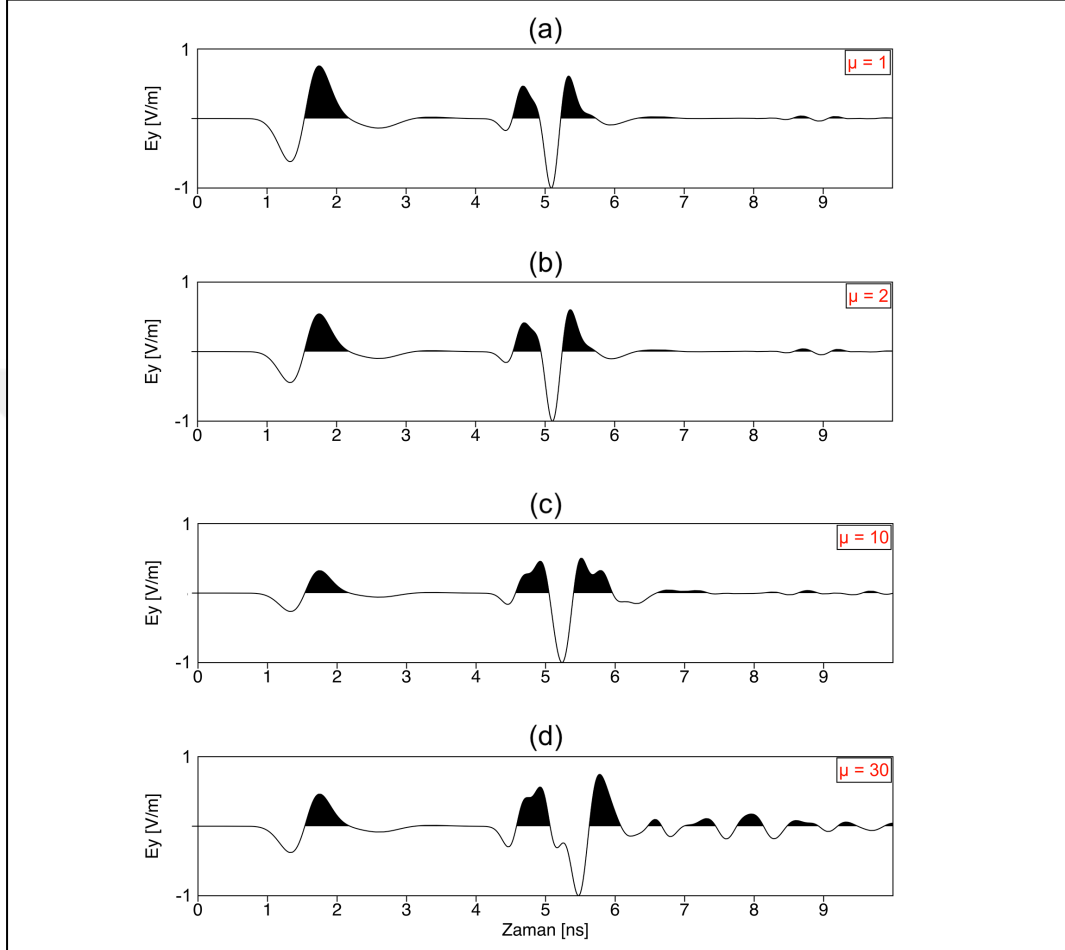 (a)
µ = 1
1
Ey [V/m]
-1
0 1 2 3 4 5 6 7 8 9
(b)
µ = 2
1
Ey [V/m]
-1
0 1 2 3 4 5 6 7 8 9
(c)
µ = 10
1
Ey [V/m]
-1
0 1 2 3 4 5 6 7 8 9
(d)
µ = 30
1
Ey [V/m]
-1
0 1 2 3 4 5 6 7 8 9
Zaman [ns]